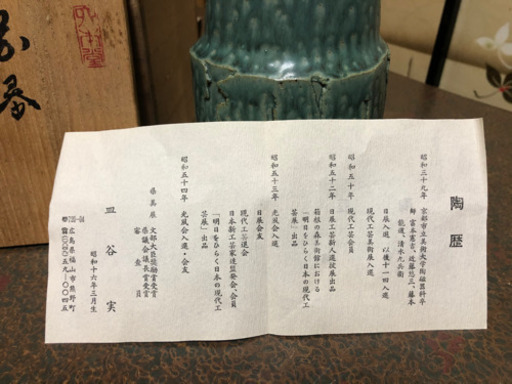 陶歴
昭和三十九年　京都市立美術大学陶磁器科卒
師　富本憲吉、近藤悠三、藤本
能道、清水九兵衛
日展入選　以後十一回入選
現代工芸美術展入選
昭和五十年　現代工芸会員
昭和五十二年　日展工芸新人選抜展出品
箱根の森美術館における
「明日をひらく日本の現代工
芸展」出品
昭和五十三年　光風会入選
日展会友
現代工芸退会
日本新工芸家連盟発会、会員
「明日をひらく日本の現代工
芸展」出品
昭和五十四年　光風会入選・会友
県美展　文部大臣奨励賞受賞
県議会議長賞受賞
審査員
昭和十六年三月生
皿谷　実
広島県福山市熊野町